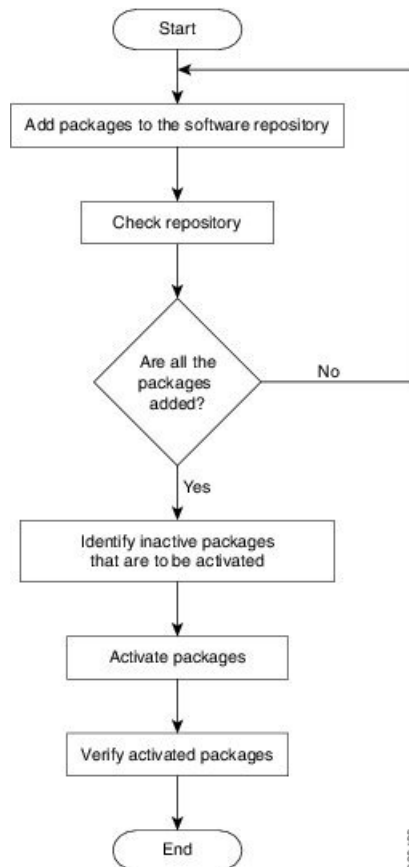 Start
Add packages to the software repository
Check repository
Are all the
packages
added?
No
Yes
Identify inactive packages
that are to be activated
Activate packages
Verify activated packages
End